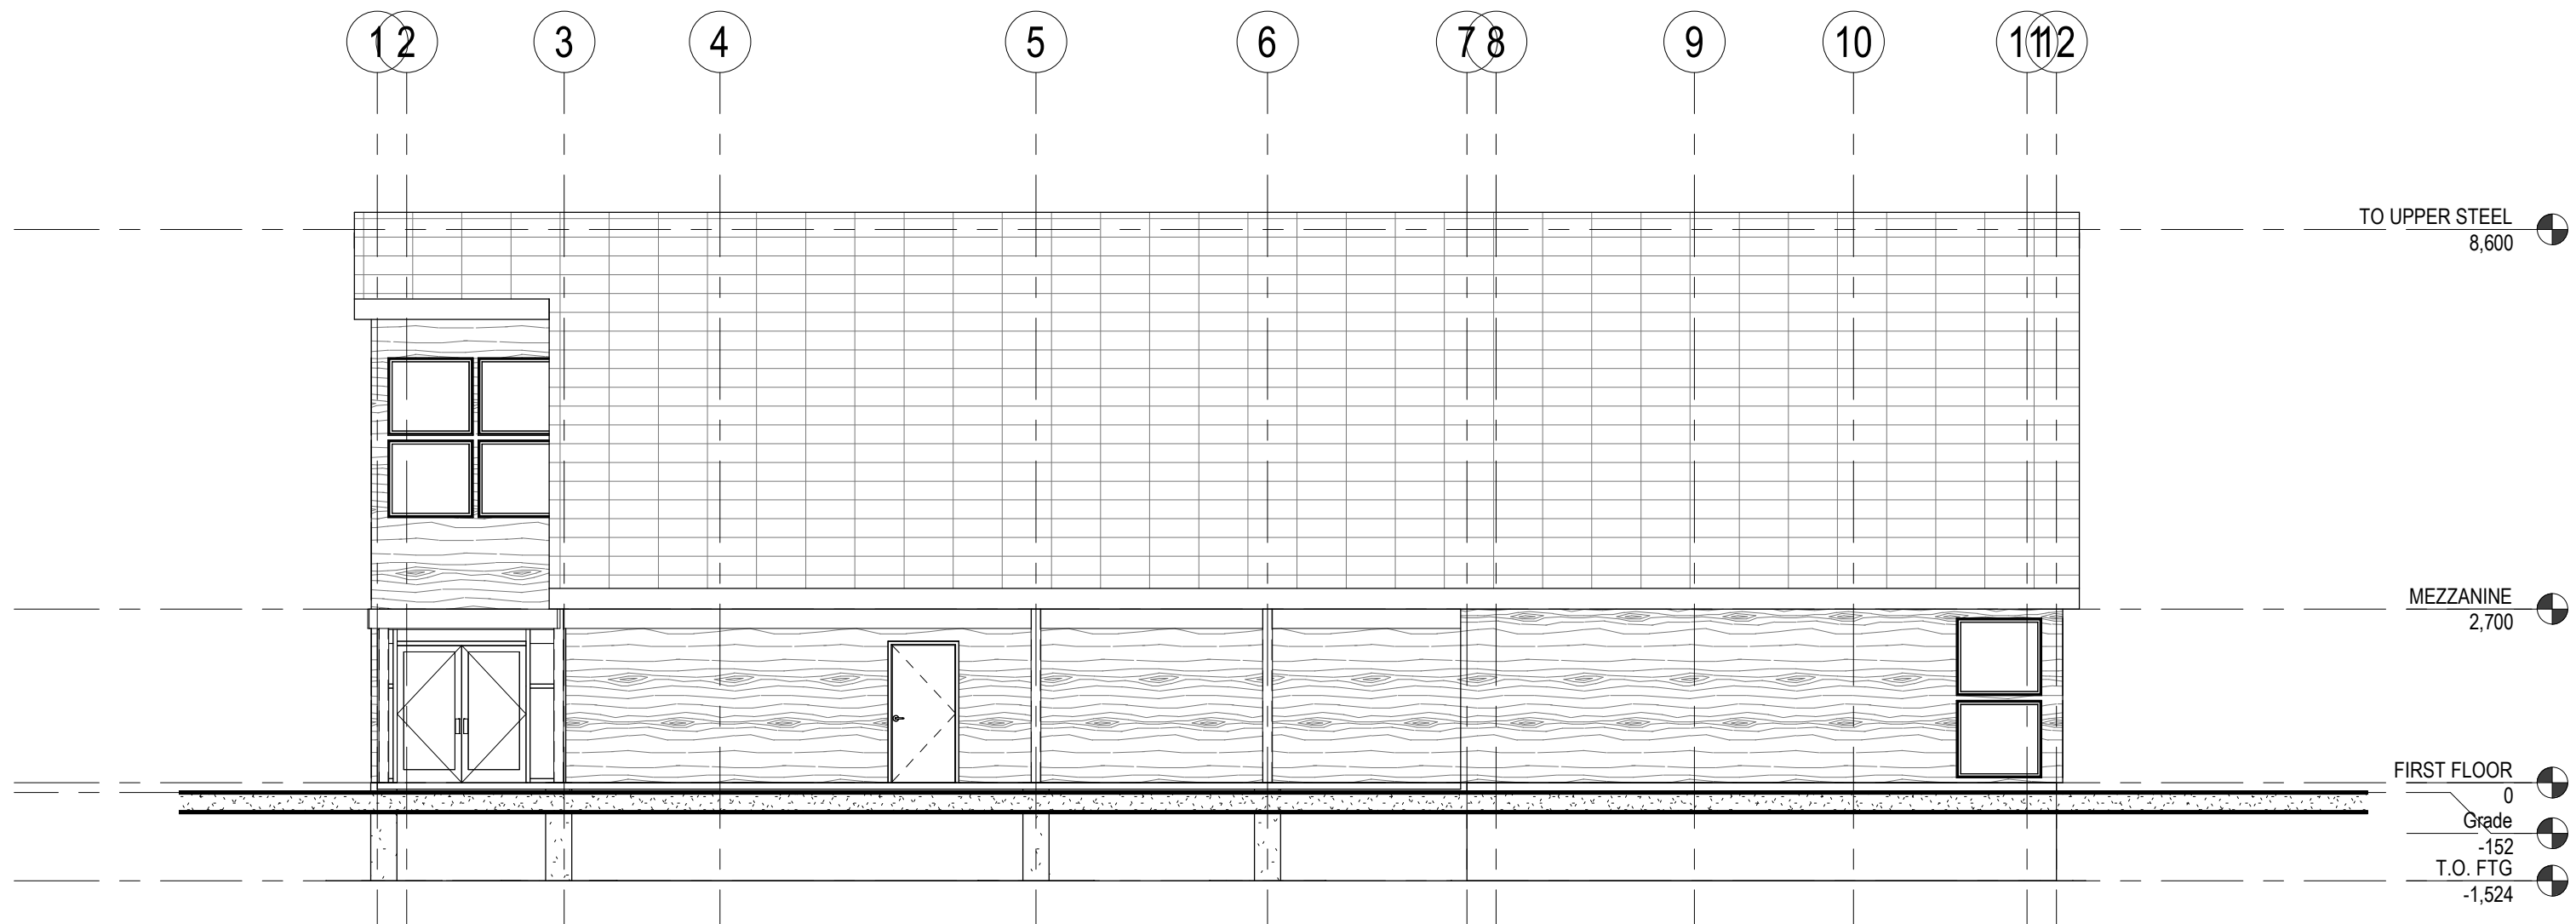 1 2 3 4 5 6 7 8 9 10 11 12
TO UPPER STEEL
8,600
MEZZANINE
2,700
FIRST FLOOR
0
Grade
-152
T.O. FTG
-1,524